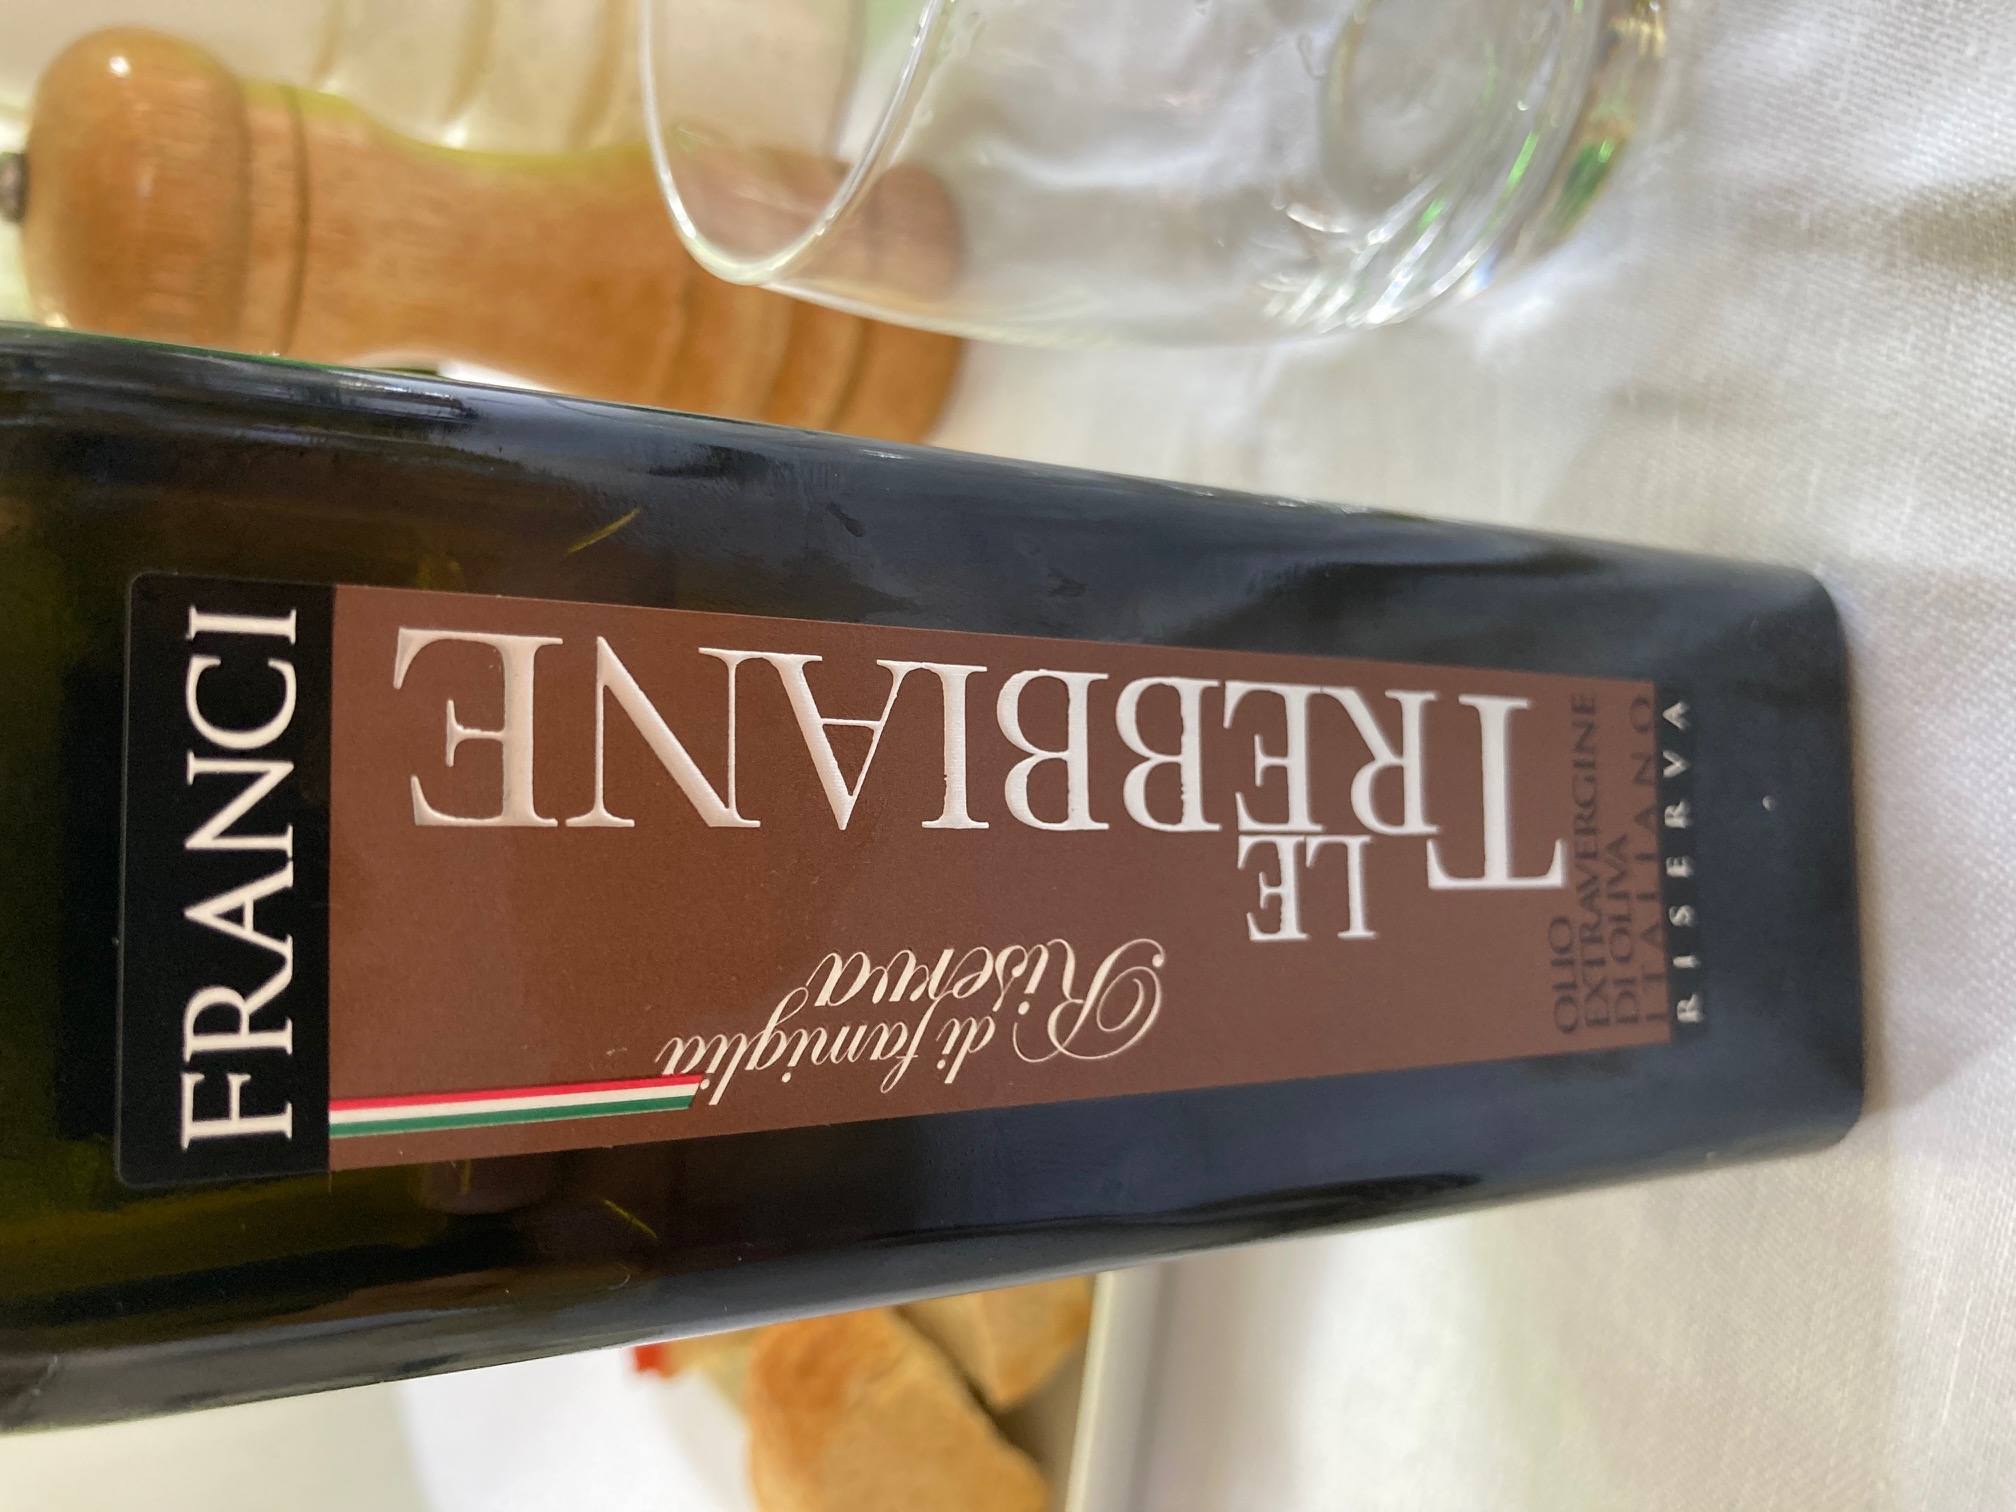 FRANCI
LE
TREBBIANE
Riserva
di famiglia
OLIO
EXTRAVERGINE
DI OLIVA
ITALIANO
RISERVA